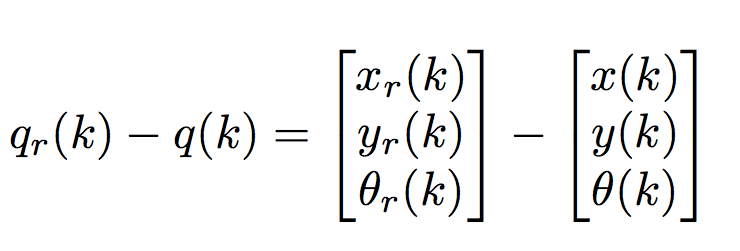 q_r(k) − q(k) = [x_r(k) y_r(k) θ_r(k)] − [x(k) y(k) θ(k)]